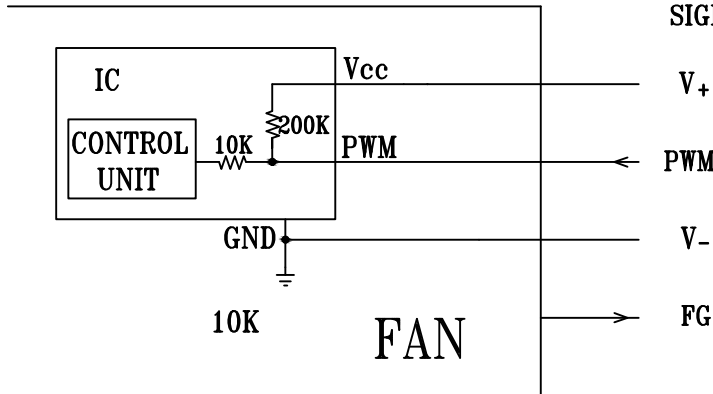 SIG
IC
Vcc
V+
200K
CONTROL
UNIT
10K
PWM
PWM
GND
V-
FG
10K
FAN